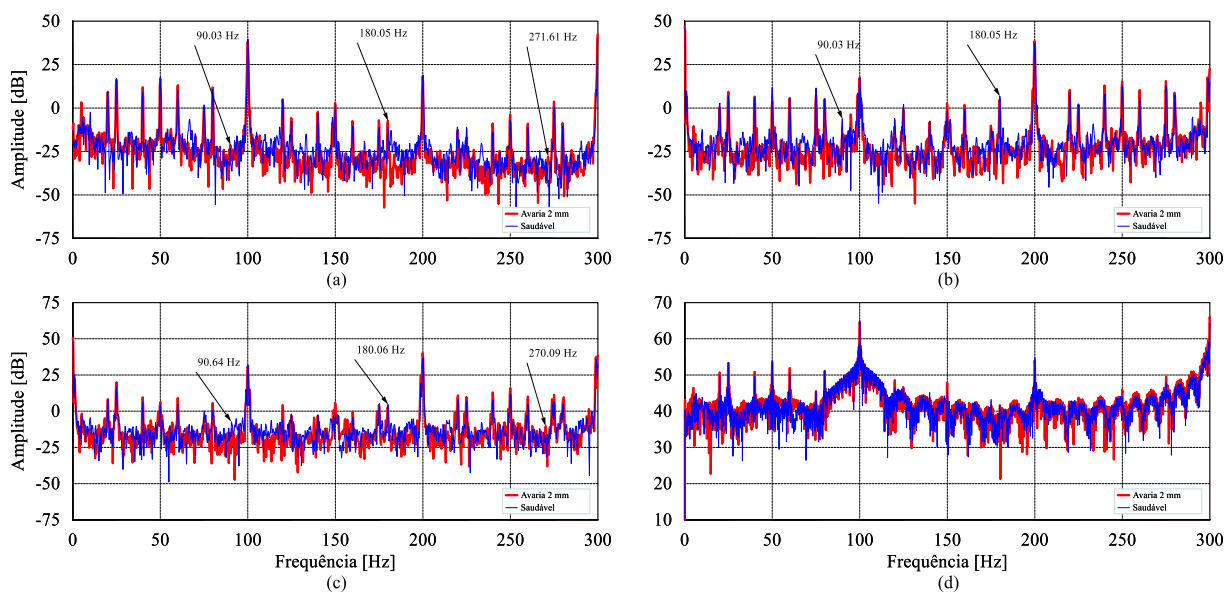 50
25
0
-25
-50
-75
Amplitude [dB]
90.03 Hz
180.05 Hz
271.61 Hz
Avaria 2 mm
Saudável
0 50 100 150 200 250 300
(a)
50
25
0
-25
-50
-75
90.03 Hz
180.05 Hz
Avaria 2 mm
Saudável
0 50 100 150 200 250 300
(b)
75
50
25
0
-25
-50
-75
Amplitude [dB]
90.64 Hz
180.06 Hz
270.09 Hz
Avaria 2 mm
Saudável
0 50 100 150 200 250 300
Frequência [Hz]
(c)
70
60
50
40
30
20
10
Avaria 2 mm
Saudável
0 50 100 150 200 250 300
Frequência [Hz]
(d)